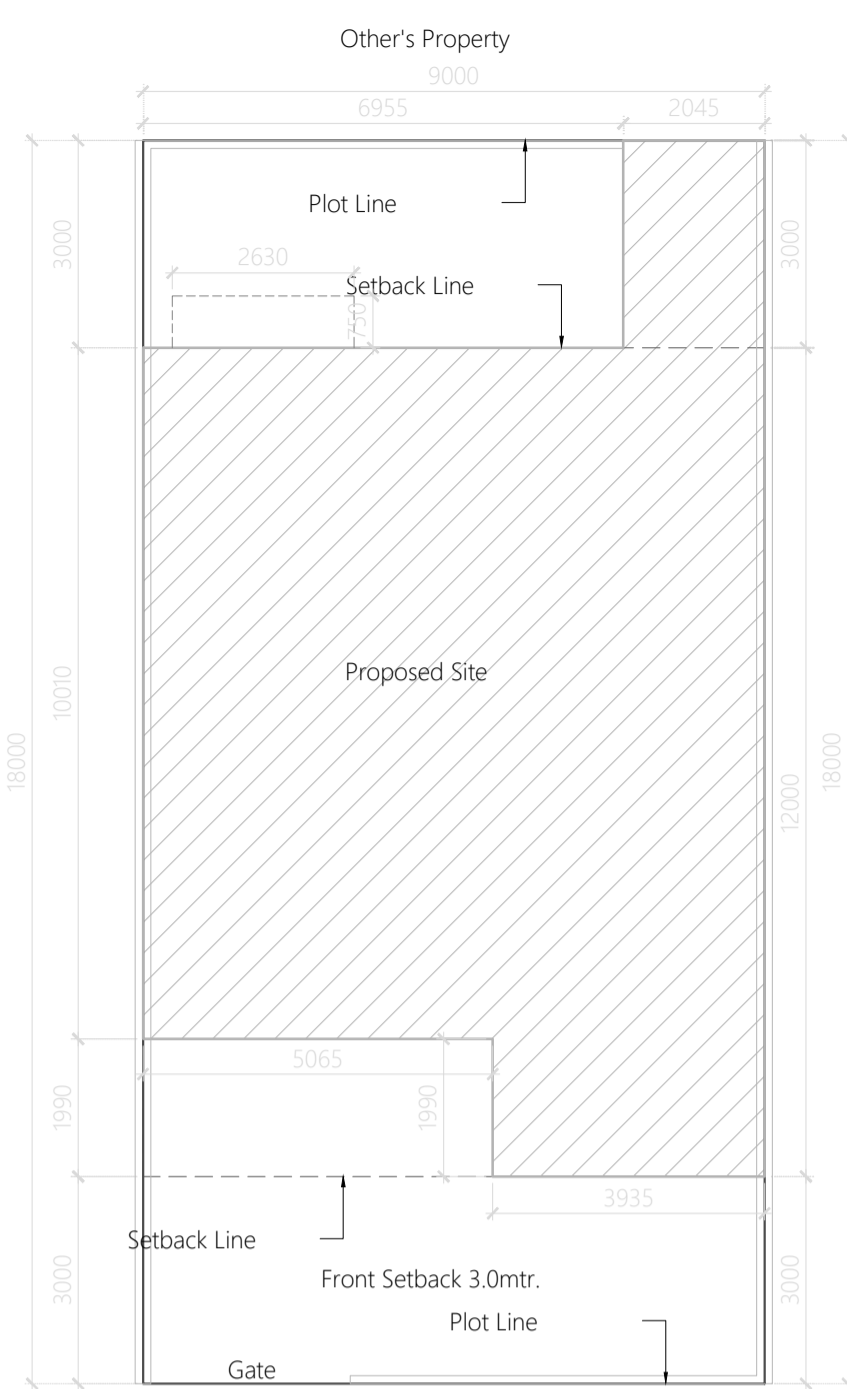 Other's Property
9000
6955
2045
Plot Line
3000
3000
2630
Setback Line
750
Proposed Site
10010
18000
18000
12000
5065
1990
1990
3935
Setback Line
3000
3000
Front Setback 3.0mtr.
Plot Line
Gate